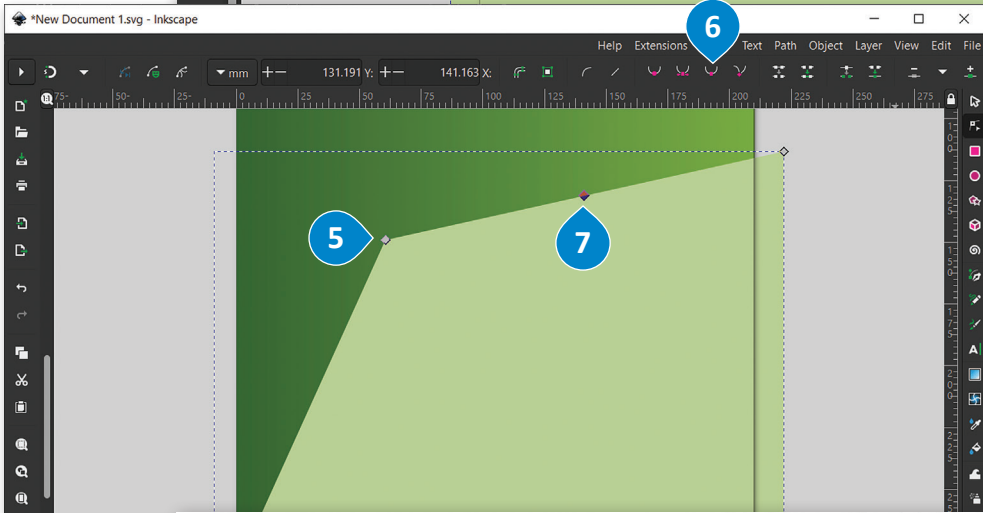 *New Document 1.svg - Inkscape
6
Help Extensions Text Path Object Layer View Edit File
mm 131.191 Y: 141.163 X:
75- 50- 25- 0 25 50 75 100 125 150 175 200 225 250 275
5
7
A